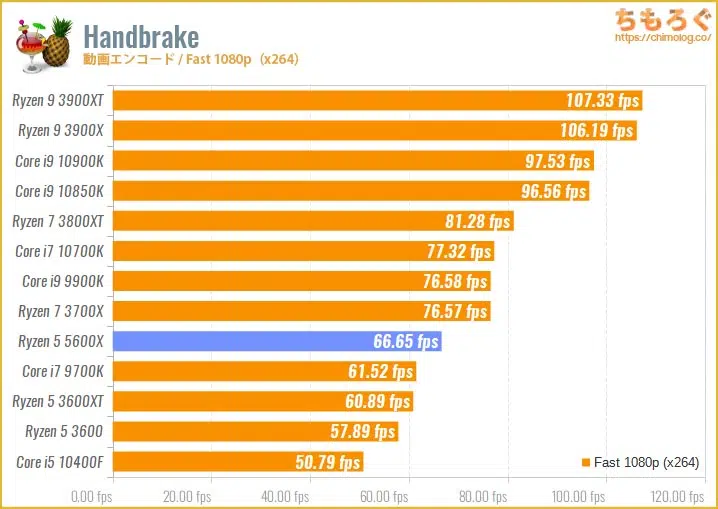 Handbrake
動画エンコード / Fast 1080p（x264）
ちもろぐ
https://chimolog.co/
Ryzen 9 3900XT 107.33 fps
Ryzen 9 3900X 106.19 fps
Core i9 10900K 97.53 fps
Core i9 10850K 96.56 fps
Ryzen 7 3800XT 81.28 fps
Core i7 10700K 77.32 fps
Core i9 9900K 76.58 fps
Ryzen 7 3700X 76.57 fps
Ryzen 5 5600X 66.65 fps
Core i7 9700K 61.52 fps
Ryzen 5 3600XT 60.89 fps
Ryzen 5 3600 57.89 fps
Core i5 10400F 50.79 fps
Fast 1080p (x264)
0.00 fps 20.00 fps 40.00 fps 60.00 fps 80.00 fps 100.00 fps 120.00 fps